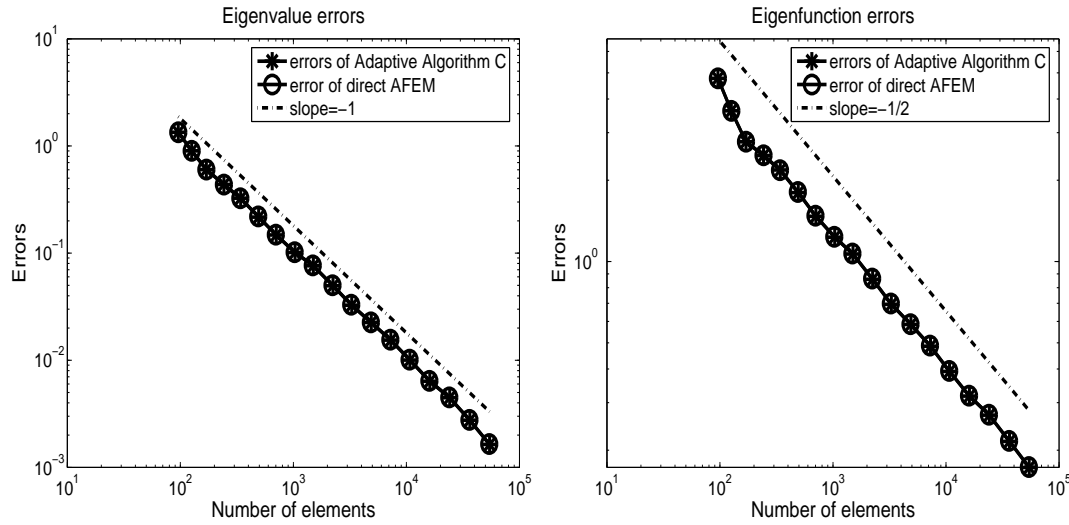 Eigenvalue errors
10^1
10^0
10^-1
10^-2
10^-3
Errors
errors of Adaptive Algorithm C
error of direct AFEM
slope=−1
10^1 10^2 10^3 10^4 10^5
Number of elements
Eigenfunction errors
10^0
Errors
errors of Adaptive Algorithm C
error of direct AFEM
slope=−1/2
10^1 10^2 10^3 10^4 10^5
Number of elements